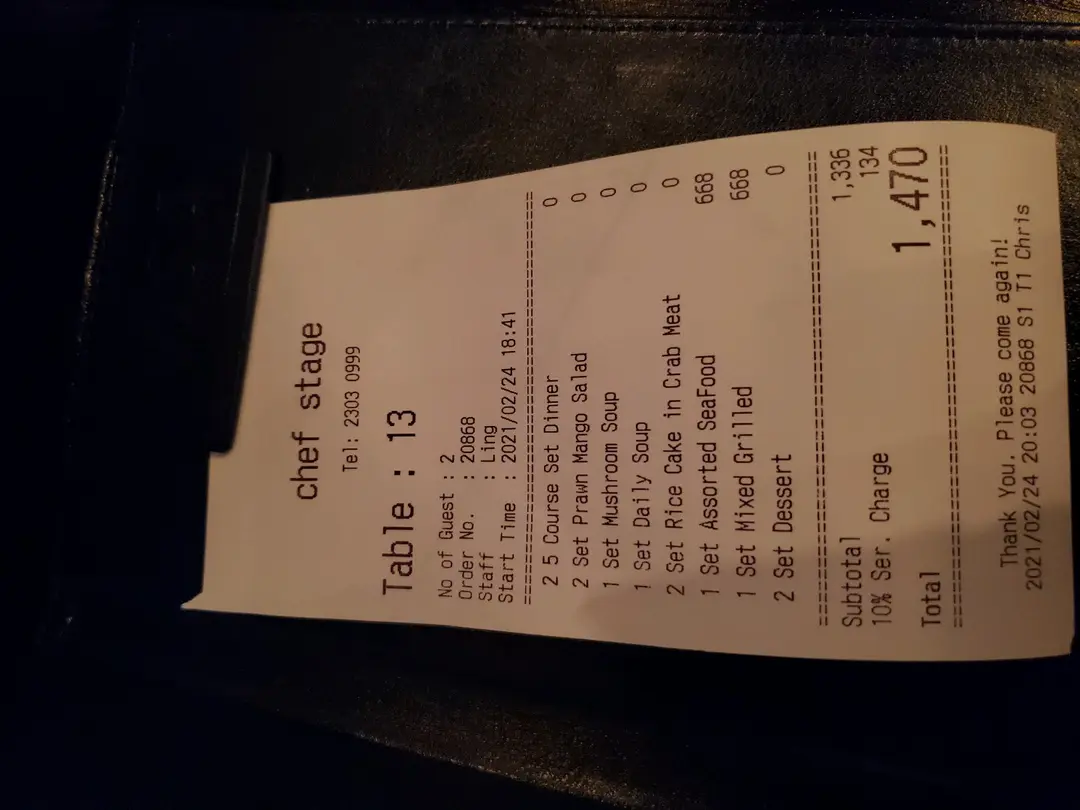 chef stage
Tel: 2303 0999
Table : 13
No of Guest : 2
Order No. : 20868
Staff : Ling
Start Time : 2021/02/24 18:41
================================================
2 5 Course Set Dinner 0
2 Set Prawn Mango Salad 0
1 Set Mushroom Soup 0
1 Set Daily Soup 0
2 Set Rice Cake in Crab Meat 0
1 Set Assorted SeaFood 668
1 Set Mixed Grilled 668
2 Set Dessert 0
================================================
Subtotal 1,336
10% Ser. Charge 134
Total 1,470
================================================
Thank You. Please come again!
2021/02/24 20:03 20868 S1 T1 Chris